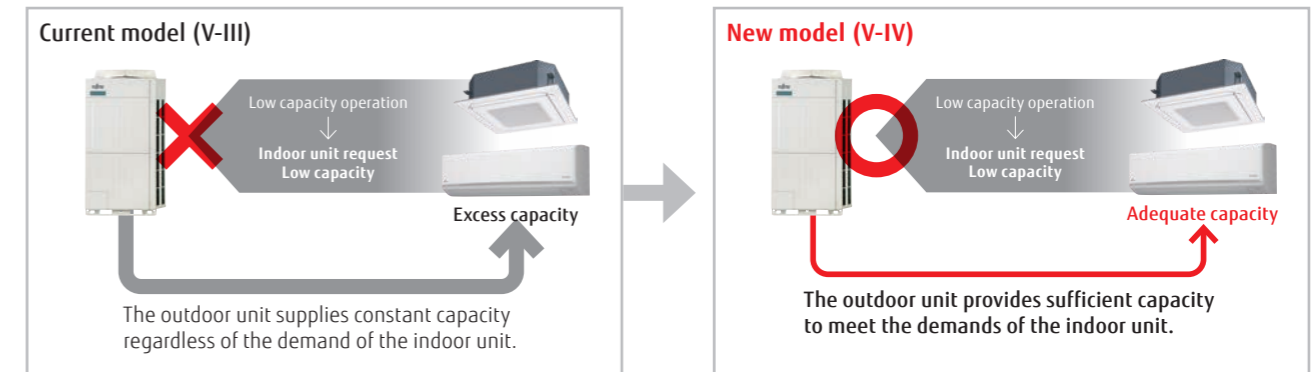 Current model (V-III)
Low capacity operation
↓
Indoor unit request
Low capacity
Excess capacity
The outdoor unit supplies constant capacity
regardless of the demand of the indoor unit.
New model (V-IV)
Low capacity operation
↓
Indoor unit request
Low capacity
Adequate capacity
The outdoor unit provides sufficient capacity
to meet the demands of the indoor unit.